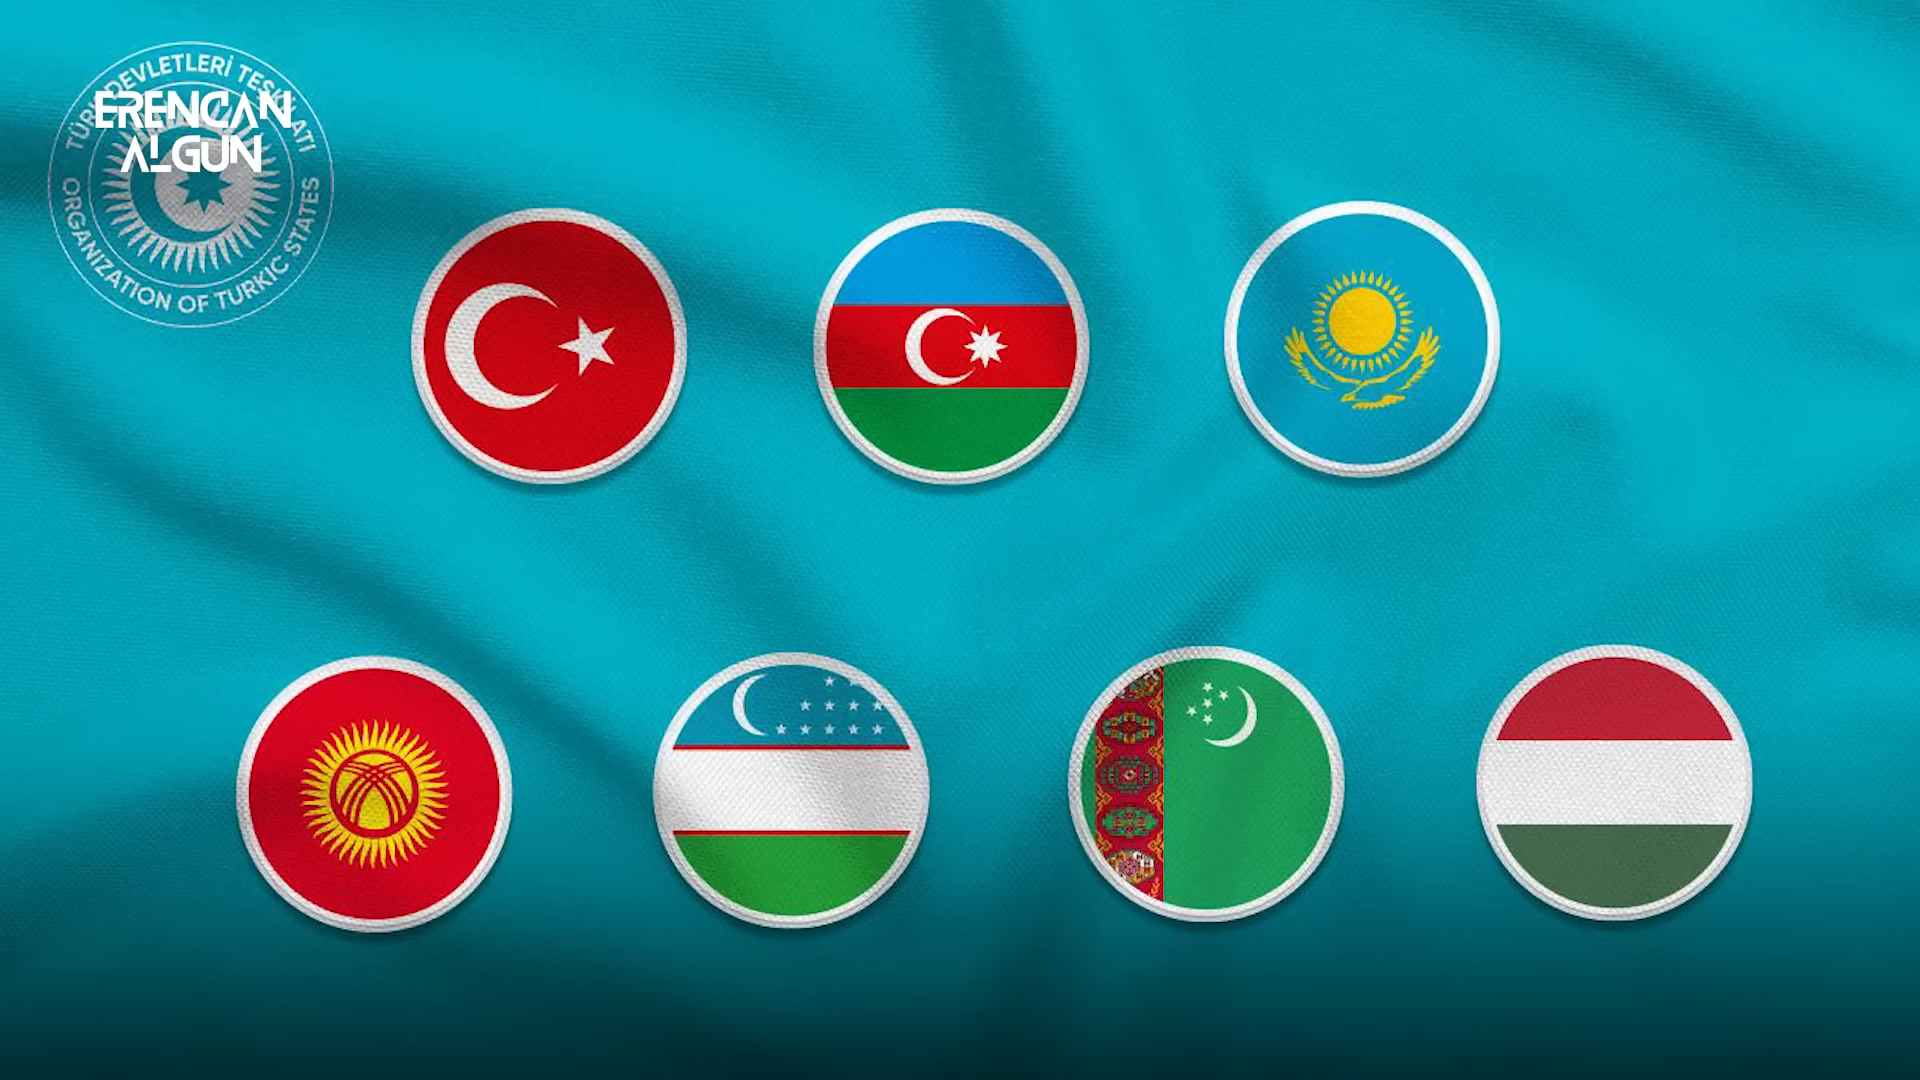 TÜRK DEVLETLERİ TEŞKİLATI
ERENCAN
ALGUN
ORGANIZATION OF TURKIC STATES